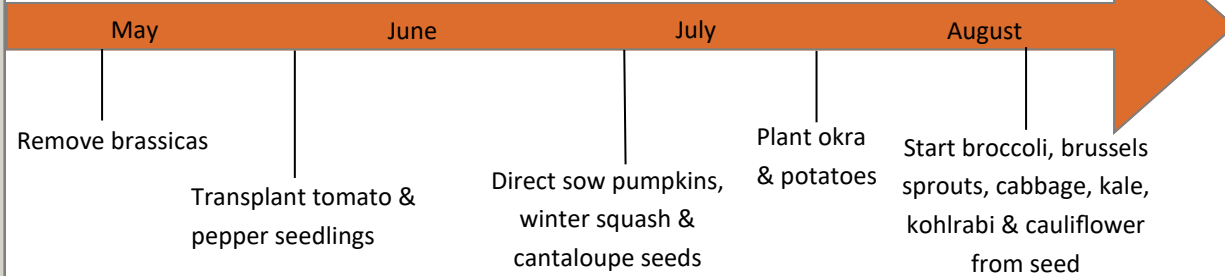 May
June
July
August
Remove brassicas
Transplant tomato &
pepper seedlings
Direct sow pumpkins,
winter squash &
cantaloupe seeds
Plant okra
& potatoes
Start broccoli, brussels
sprouts, cabbage, kale,
kohlrabi & cauliflower
from seed